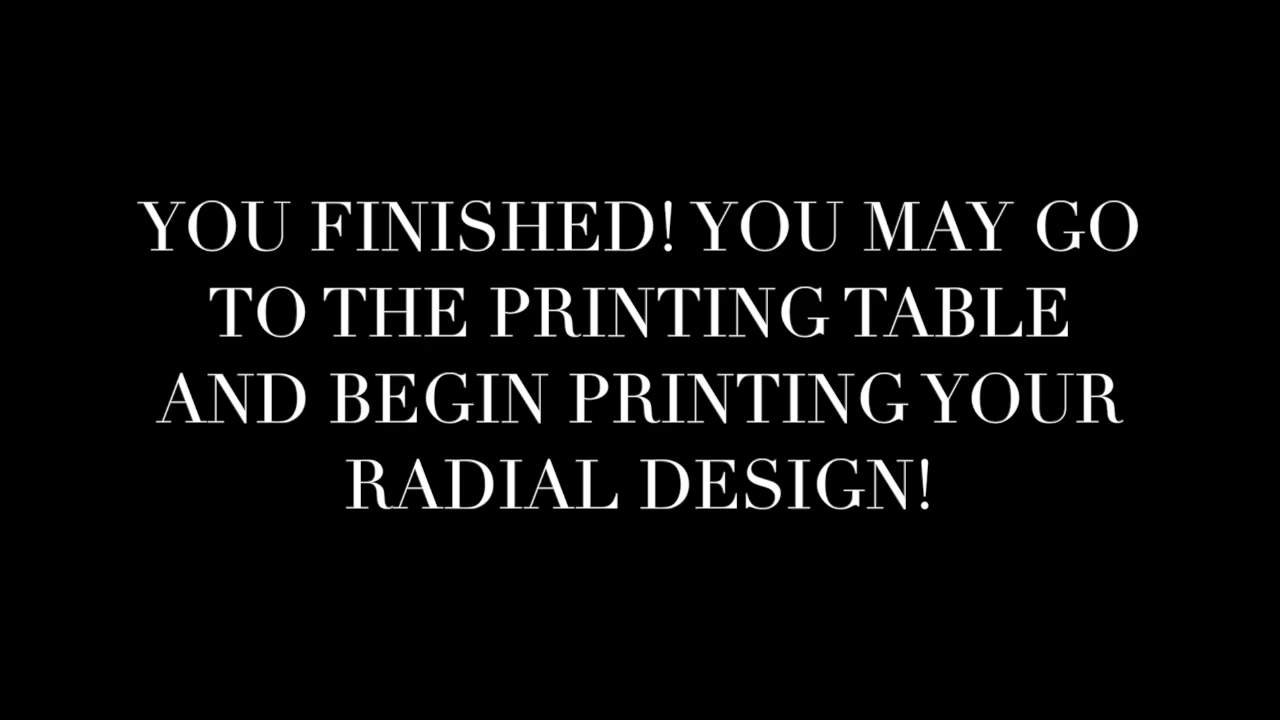 YOU FINISHED! YOU MAY GO
TO THE PRINTING TABLE
AND BEGIN PRINTING YOUR
RADIAL DESIGN!